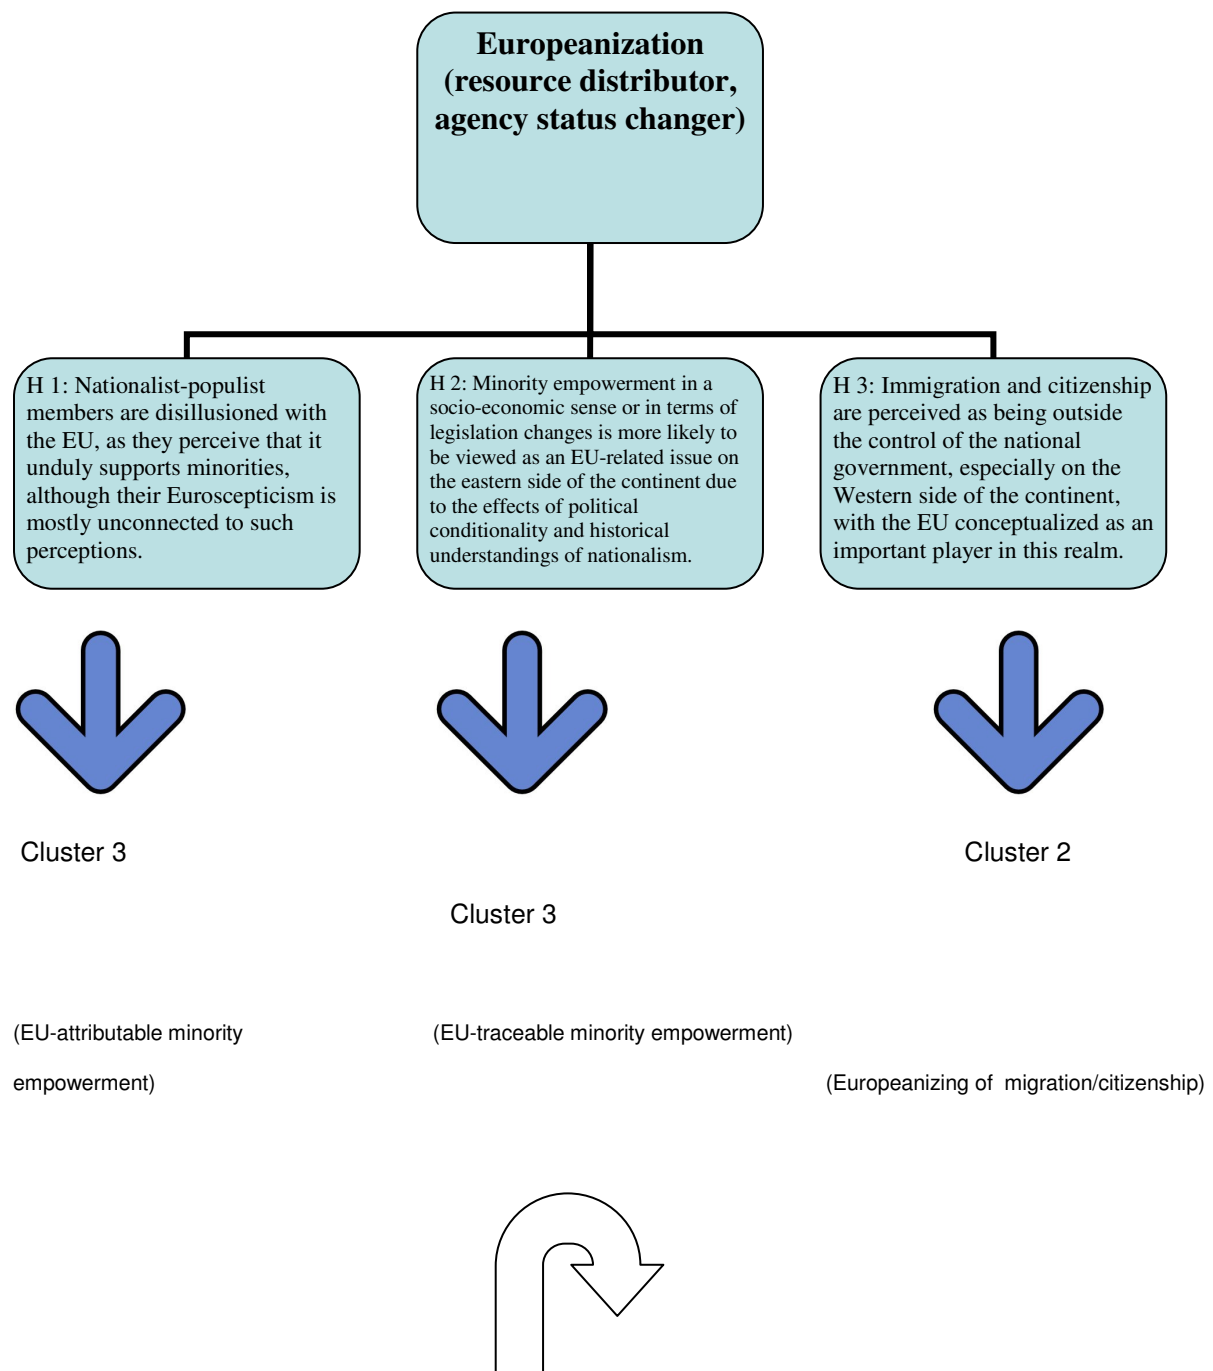 Europeanization
(resource distributor,
agency status changer)
H 1: Nationalist-populist
members are disillusioned with
the EU, as they perceive that it
unduly supports minorities,
although their Euroscepticism is
mostly unconnected to such
perceptions.
H 2: Minority empowerment in a
socio-economic sense or in terms of
legislation changes is more likely to
be viewed as an EU-related issue on
the eastern side of the continent due
to the effects of political
conditionality and historical
understandings of nationalism.
H 3: Immigration and citizenship
are perceived as being outside
the control of the national
government, especially on the
Western side of the continent,
with the EU conceptualized as an
important player in this realm.
Cluster 3
Cluster 2
Cluster 3
(EU-attributable minority
empowerment)
(EU-traceable minority empowerment)
(Europeanizing of  migration/citizenship)